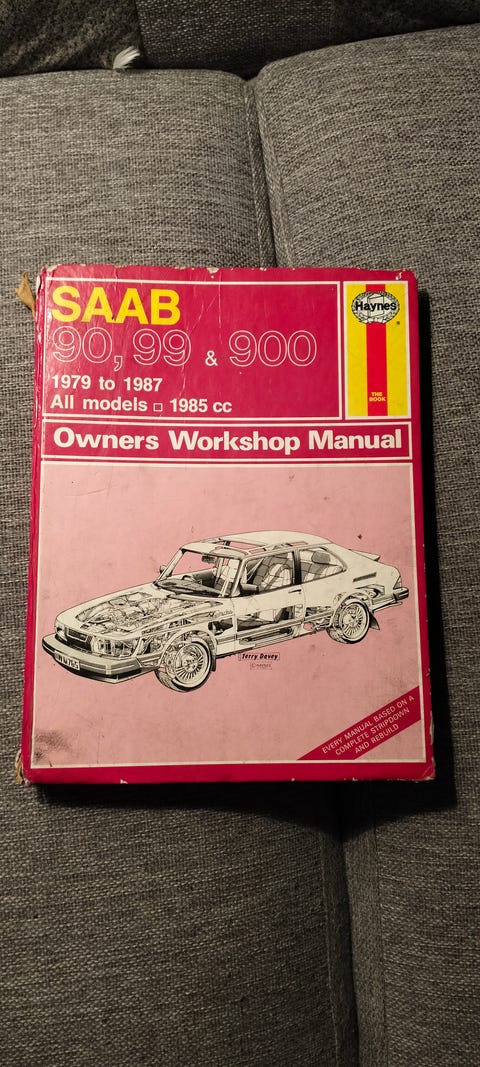 SAAB
90, 99 & 900
1979 to 1987
All models □ 1985 cc
Haynes
®
THE
BOOK
Owners Workshop Manual
Terry Davey
EVERY MANUAL BASED ON A
COMPLETE STRIPDOWN
AND REBUILD